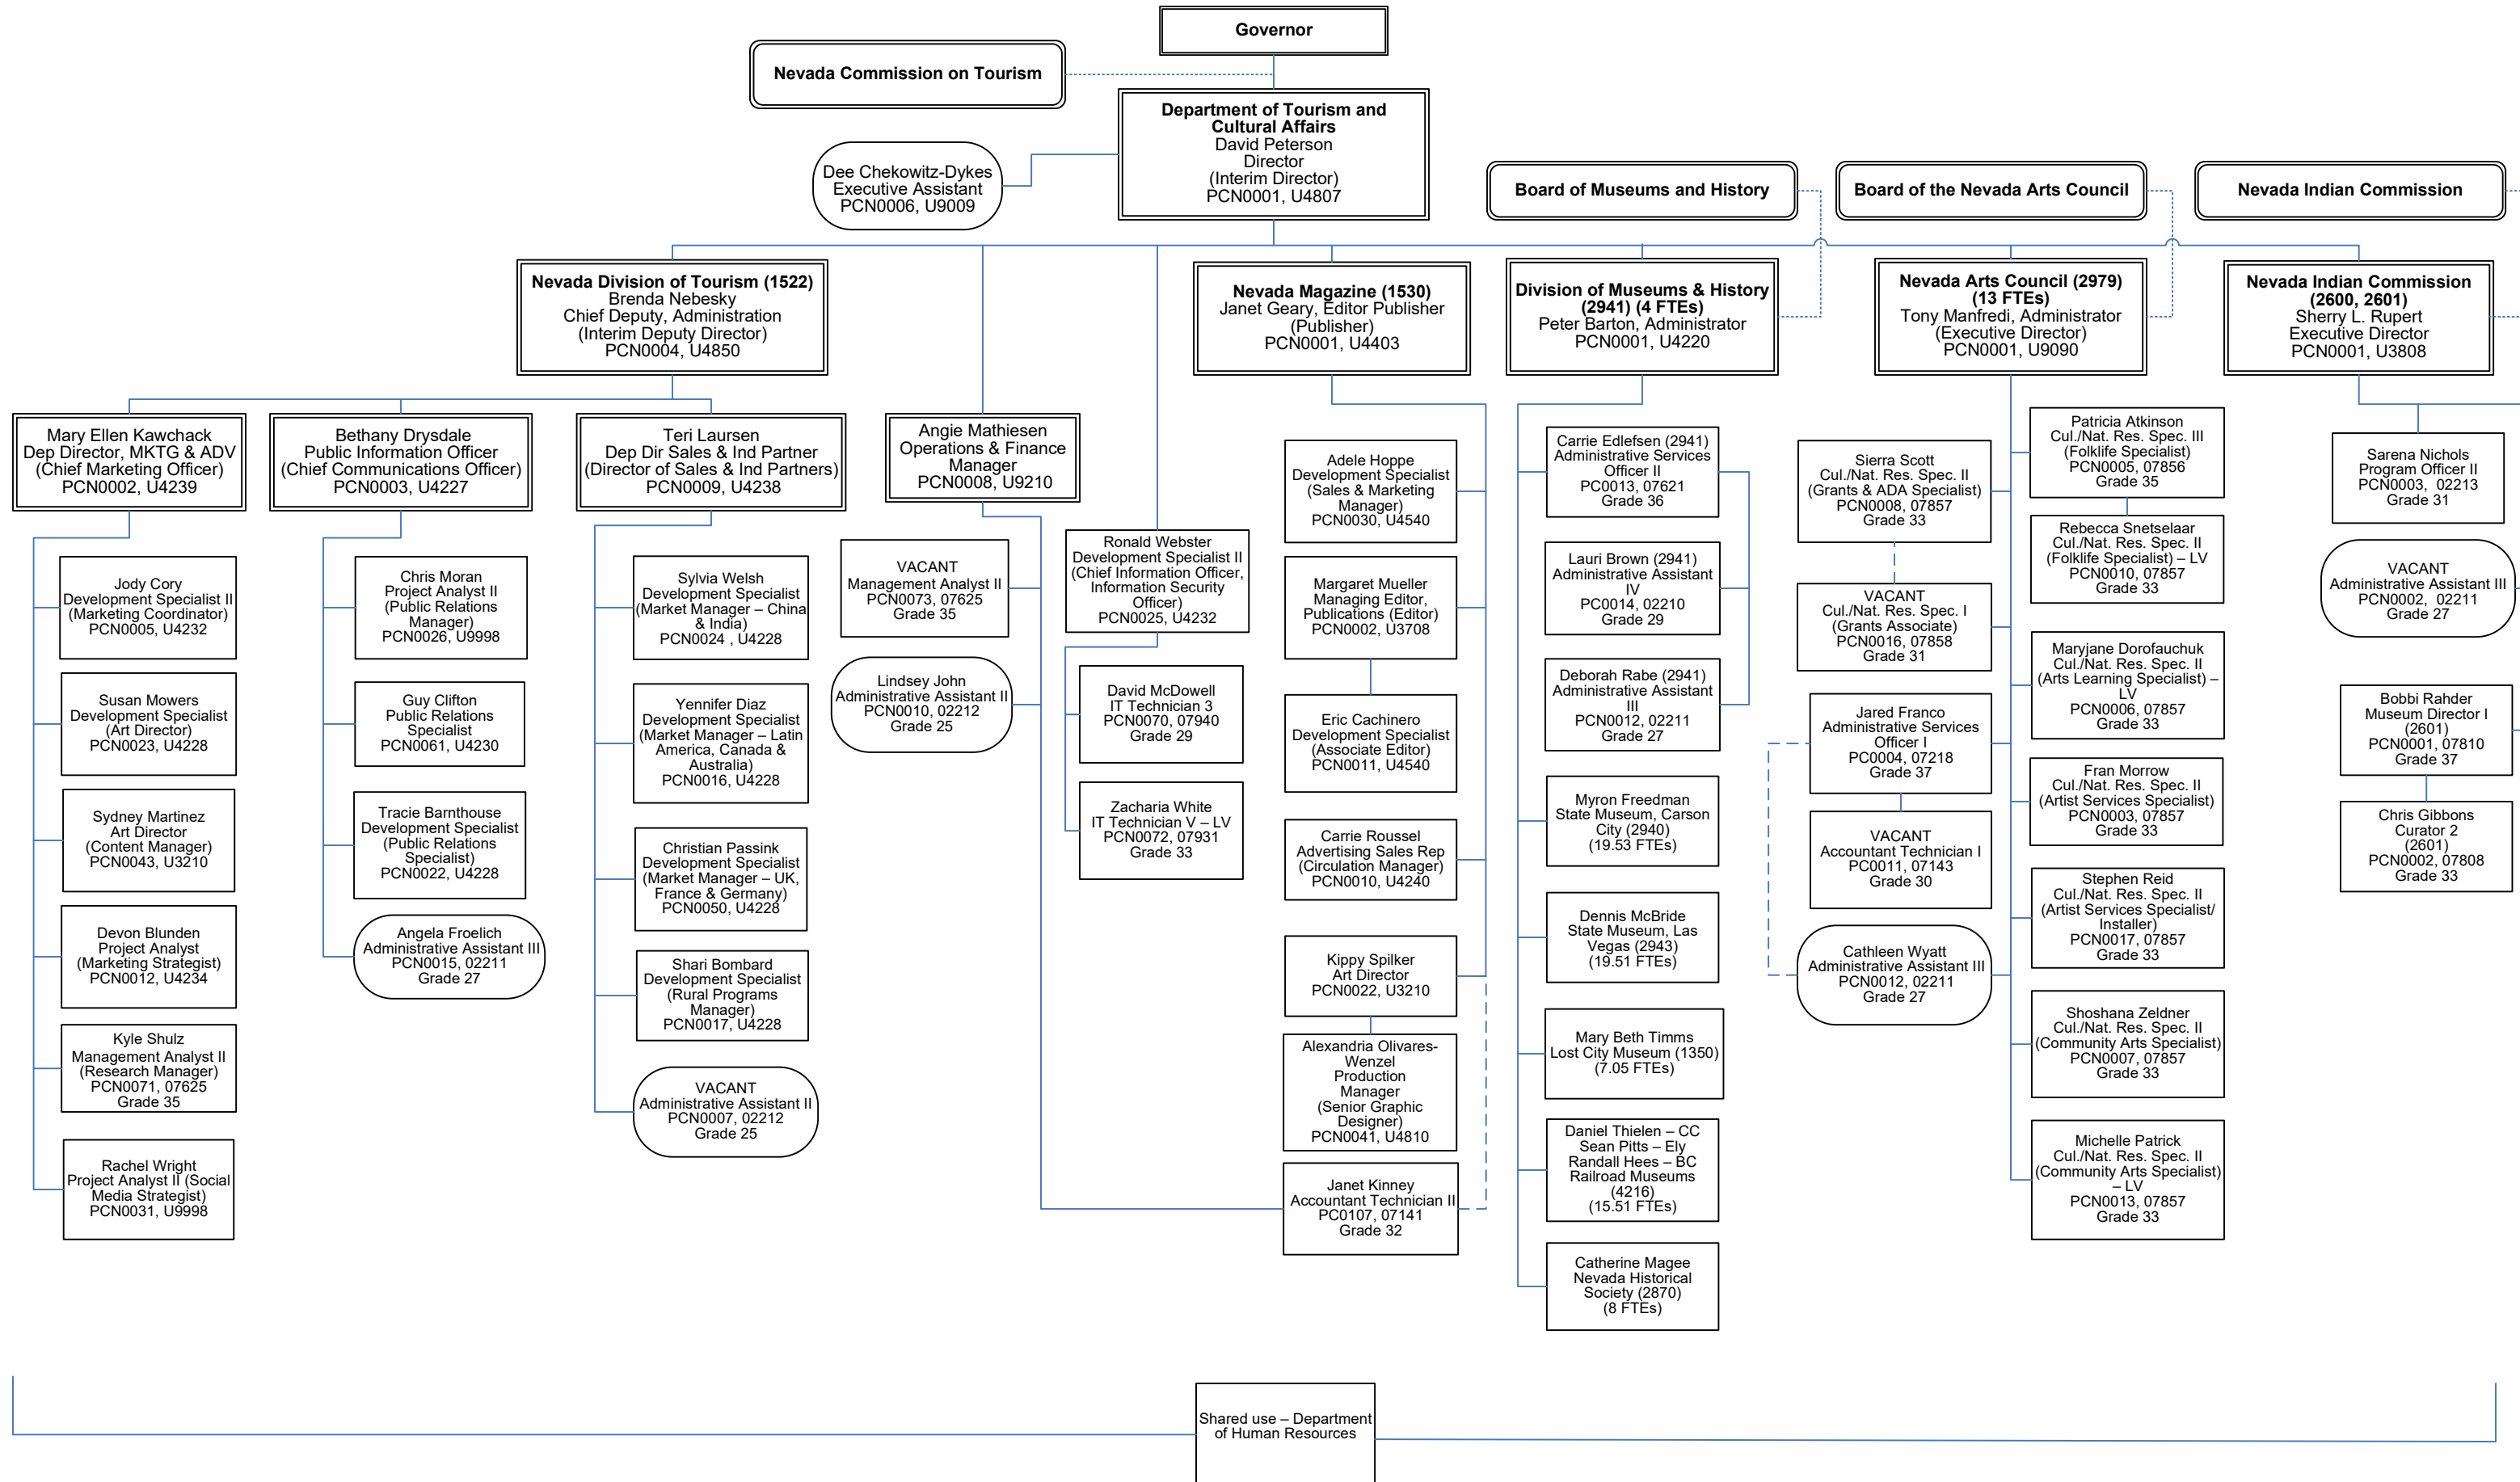 Governor
Nevada Commission on Tourism
Department of Tourism and
Cultural Affairs
David Peterson
Director
(Interim Director)
PCN0001, U4807
Dee Chekowitz-Dykes
Executive Assistant
PCN0006, U9009
Board of Museums and History
Board of the Nevada Arts Council
Nevada Indian Commission
Nevada Division of Tourism (1522)
Brenda Nebesky
Chief Deputy, Administration
(Interim Deputy Director)
PCN0004, U4850
Nevada Magazine (1530)
Janet Geary, Editor Publisher
(Publisher)
PCN0001, U4403
Division of Museums & History
(2941) (4 FTEs)
Peter Barton, Administrator
PCN0001, U4220
Nevada Arts Council (2979)
(13 FTEs)
Tony Manfredi, Administrator
(Executive Director)
PCN0001, U9090
Nevada Indian Commission
(2600, 2601)
Sherry L. Rupert
Executive Director
PCN0001, U3808
Mary Ellen Kawchack
Dep Director, MKTG & ADV
(Chief Marketing Officer)
PCN0002, U4239
Bethany Drysdale
Public Information Officer
(Chief Communications Officer)
PCN0003, U4227
Teri Laursen
Dep Dir Sales & Ind Partner
(Director of Sales & Ind Partners)
PCN0009, U4238
Angie Mathiesen
Operations & Finance
Manager
PCN0008, U9210
Jody Cory
Development Specialist II
(Marketing Coordinator)
PCN0005, U4232
Susan Mowers
Development Specialist
(Art Director)
PCN0023, U4228
Sydney Martinez
Art Director
(Content Manager)
PCN0043, U3210
Devon Blunden
Project Analyst
(Marketing Strategist)
PCN0012, U4234
Kyle Shulz
Management Analyst II
(Research Manager)
PCN0071, 07625
Grade 35
Rachel Wright
Project Analyst II (Social
Media Strategist)
PCN0031, U9998
Chris Moran
Project Analyst II
(Public Relations
Manager)
PCN0026, U9998
Guy Clifton
Public Relations
Specialist
PCN0061, U4230
Tracie Barnthouse
Development Specialist
(Public Relations
Specialist)
PCN0022, U4228
Angela Froelich
Administrative Assistant III
PCN0015, 02211
Grade 27
Sylvia Welsh
Development Specialist
(Market Manager – China
& India)
PCN0024 , U4228
Yennifer Diaz
Development Specialist
(Market Manager – Latin
America, Canada &
Australia)
PCN0016, U4228
Christian Passink
Development Specialist
(Market Manager – UK,
France & Germany)
PCN0050, U4228
Shari Bombard
Development Specialist
(Rural Programs
Manager)
PCN0017, U4228
VACANT
Administrative Assistant II
PCN0007, 02212
Grade 25
VACANT
Management Analyst II
PCN0073, 07625
Grade 35
Lindsey John
Administrative Assistant II
PCN0010, 02212
Grade 25
Ronald Webster
Development Specialist II
(Chief Information Officer,
Information Security
Officer)
PCN0025, U4232
David McDowell
IT Technician 3
PCN0070, 07940
Grade 29
Zacharia White
IT Technician V – LV
PCN0072, 07931
Grade 33
Adele Hoppe
Development Specialist
(Sales & Marketing
Manager)
PCN0030, U4540
Margaret Mueller
Managing Editor,
Publications (Editor)
PCN0002, U3708
Eric Cachinero
Development Specialist
(Associate Editor)
PCN0011, U4540
Carrie Roussel
Advertising Sales Rep
(Circulation Manager)
PCN0010, U4240
Kippy Spilker
Art Director
PCN0022, U3210
Alexandria Olivares-
Wenzel
Production
Manager
(Senior Graphic
Designer)
PCN0041, U4810
Janet Kinney
Accountant Technician II
PC0107, 07141
Grade 32
Carrie Edlefsen (2941)
Administrative Services
Officer II
PC0013, 07621
Grade 36
Lauri Brown (2941)
Administrative Assistant
IV
PC0014, 02210
Grade 29
Deborah Rabe (2941)
Administrative Assistant
III
PCN0012, 02211
Grade 27
Myron Freedman
State Museum, Carson
City (2940)
(19.53 FTEs)
Dennis McBride
State Museum, Las
Vegas (2943)
(19.51 FTEs)
Mary Beth Timms
Lost City Museum (1350)
(7.05 FTEs)
Daniel Thielen – CC
Sean Pitts – Ely
Randall Hees – BC
Railroad Museums
(4216)
(15.51 FTEs)
Catherine Magee
Nevada Historical
Society (2870)
(8 FTEs)
Sierra Scott
Cul./Nat. Res. Spec. II
(Grants & ADA Specialist)
PCN0008, 07857
Grade 33
VACANT
Cul./Nat. Res. Spec. I
(Grants Associate)
PCN0016, 07858
Grade 31
Jared Franco
Administrative Services
Officer I
PC0004, 07218
Grade 37
VACANT
Accountant Technician I
PC0011, 07143
Grade 30
Cathleen Wyatt
Administrative Assistant III
PCN0012, 02211
Grade 27
Patricia Atkinson
Cul./Nat. Res. Spec. III
(Folklife Specialist)
PCN0005, 07856
Grade 35
Rebecca Snetselaar
Cul./Nat. Res. Spec. II
(Folklife Specialist) – LV
PCN0010, 07857
Grade 33
Maryjane Dorofauchuk
Cul./Nat. Res. Spec. II
(Arts Learning Specialist) –
LV
PCN0006, 07857
Grade 33
Fran Morrow
Cul./Nat. Res. Spec. II
(Artist Services Specialist)
PCN0003, 07857
Grade 33
Stephen Reid
Cul./Nat. Res. Spec. II
(Artist Services Specialist/
Installer)
PCN0017, 07857
Grade 33
Shoshana Zeldner
Cul./Nat. Res. Spec. II
(Community Arts Specialist)
PCN0007, 07857
Grade 33
Michelle Patrick
Cul./Nat. Res. Spec. II
(Community Arts Specialist)
– LV
PCN0013, 07857
Grade 33
Sarena Nichols
Program Officer II
PCN0003, 02213
Grade 31
VACANT
Administrative Assistant III
PCN0002, 02211
Grade 27
Bobbi Rahder
Museum Director I
(2601)
PCN0001, 07810
Grade 37
Chris Gibbons
Curator 2
(2601)
PCN0002, 07808
Grade 33
Shared use – Department
of Human Resources